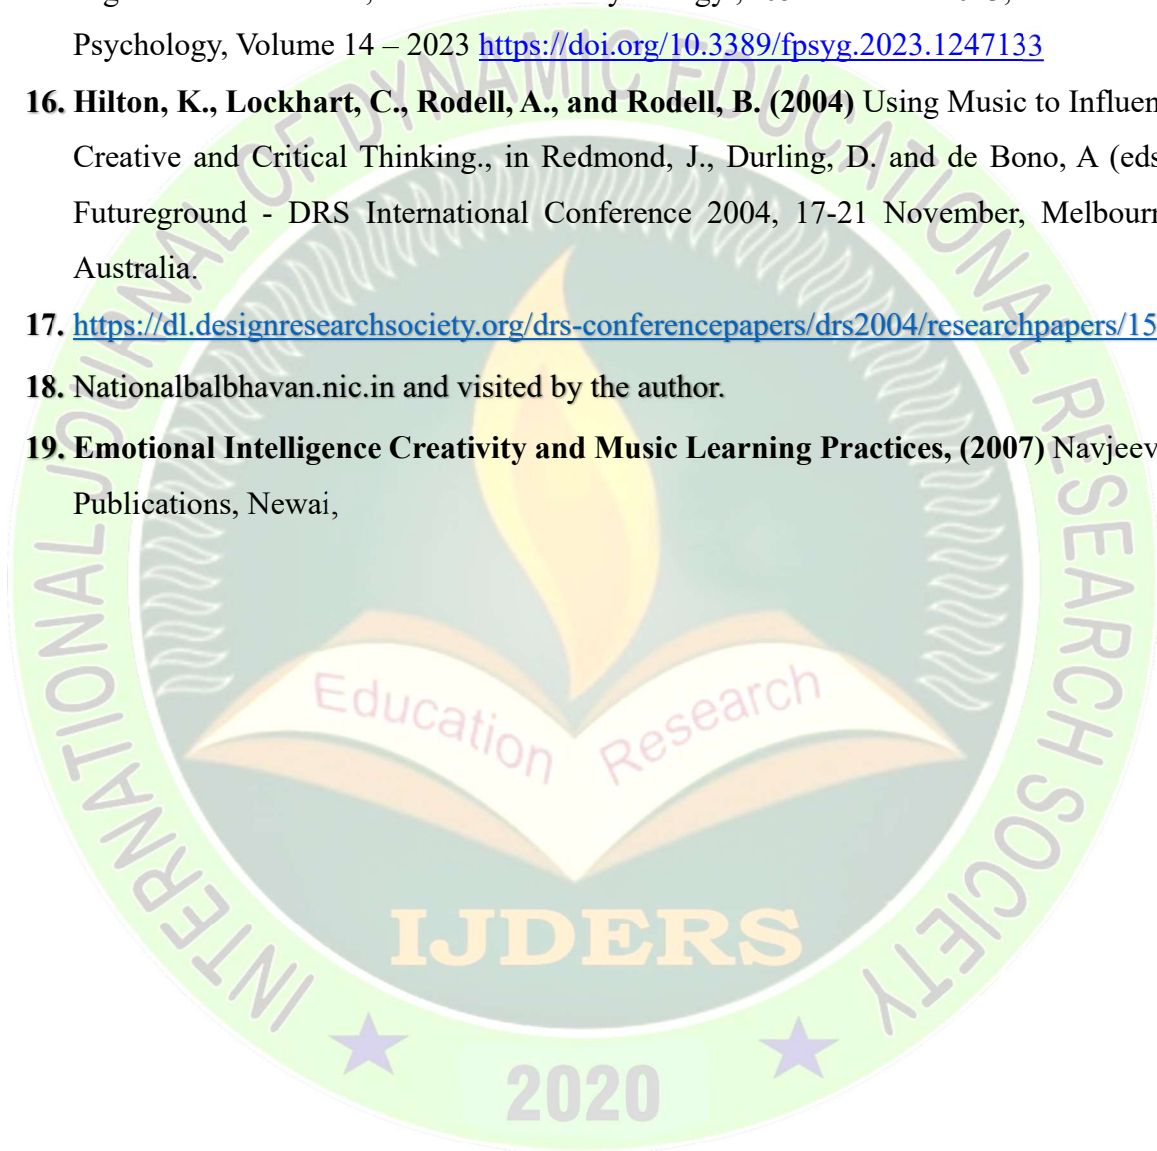 Psychology, Volume 14 – 2023 https://doi.org/10.3389/fpsyg.2023.1247133
16. Hilton, K., Lockhart, C., Rodell, A., and Rodell, B. (2004) Using Music to Influen
Creative and Critical Thinking., in Redmond, J., Durling, D. and de Bono, A (eds
Futureground - DRS International Conference 2004, 17-21 November, Melbourn
Australia.
17. https://dl.designresearchsociety.org/drs-conferencepapers/drs2004/researchpapers/15
18. Nationalbalbhavan.nic.in and visited by the author.
19. Emotional Intelligence Creativity and Music Learning Practices, (2007) Navjeev
Publications, Newai,
INTERNATIONAL JOURNAL OF DYNAMIC EDUCATIONAL RESEARCH SOCIETY
Education Research
IJDERS
2020